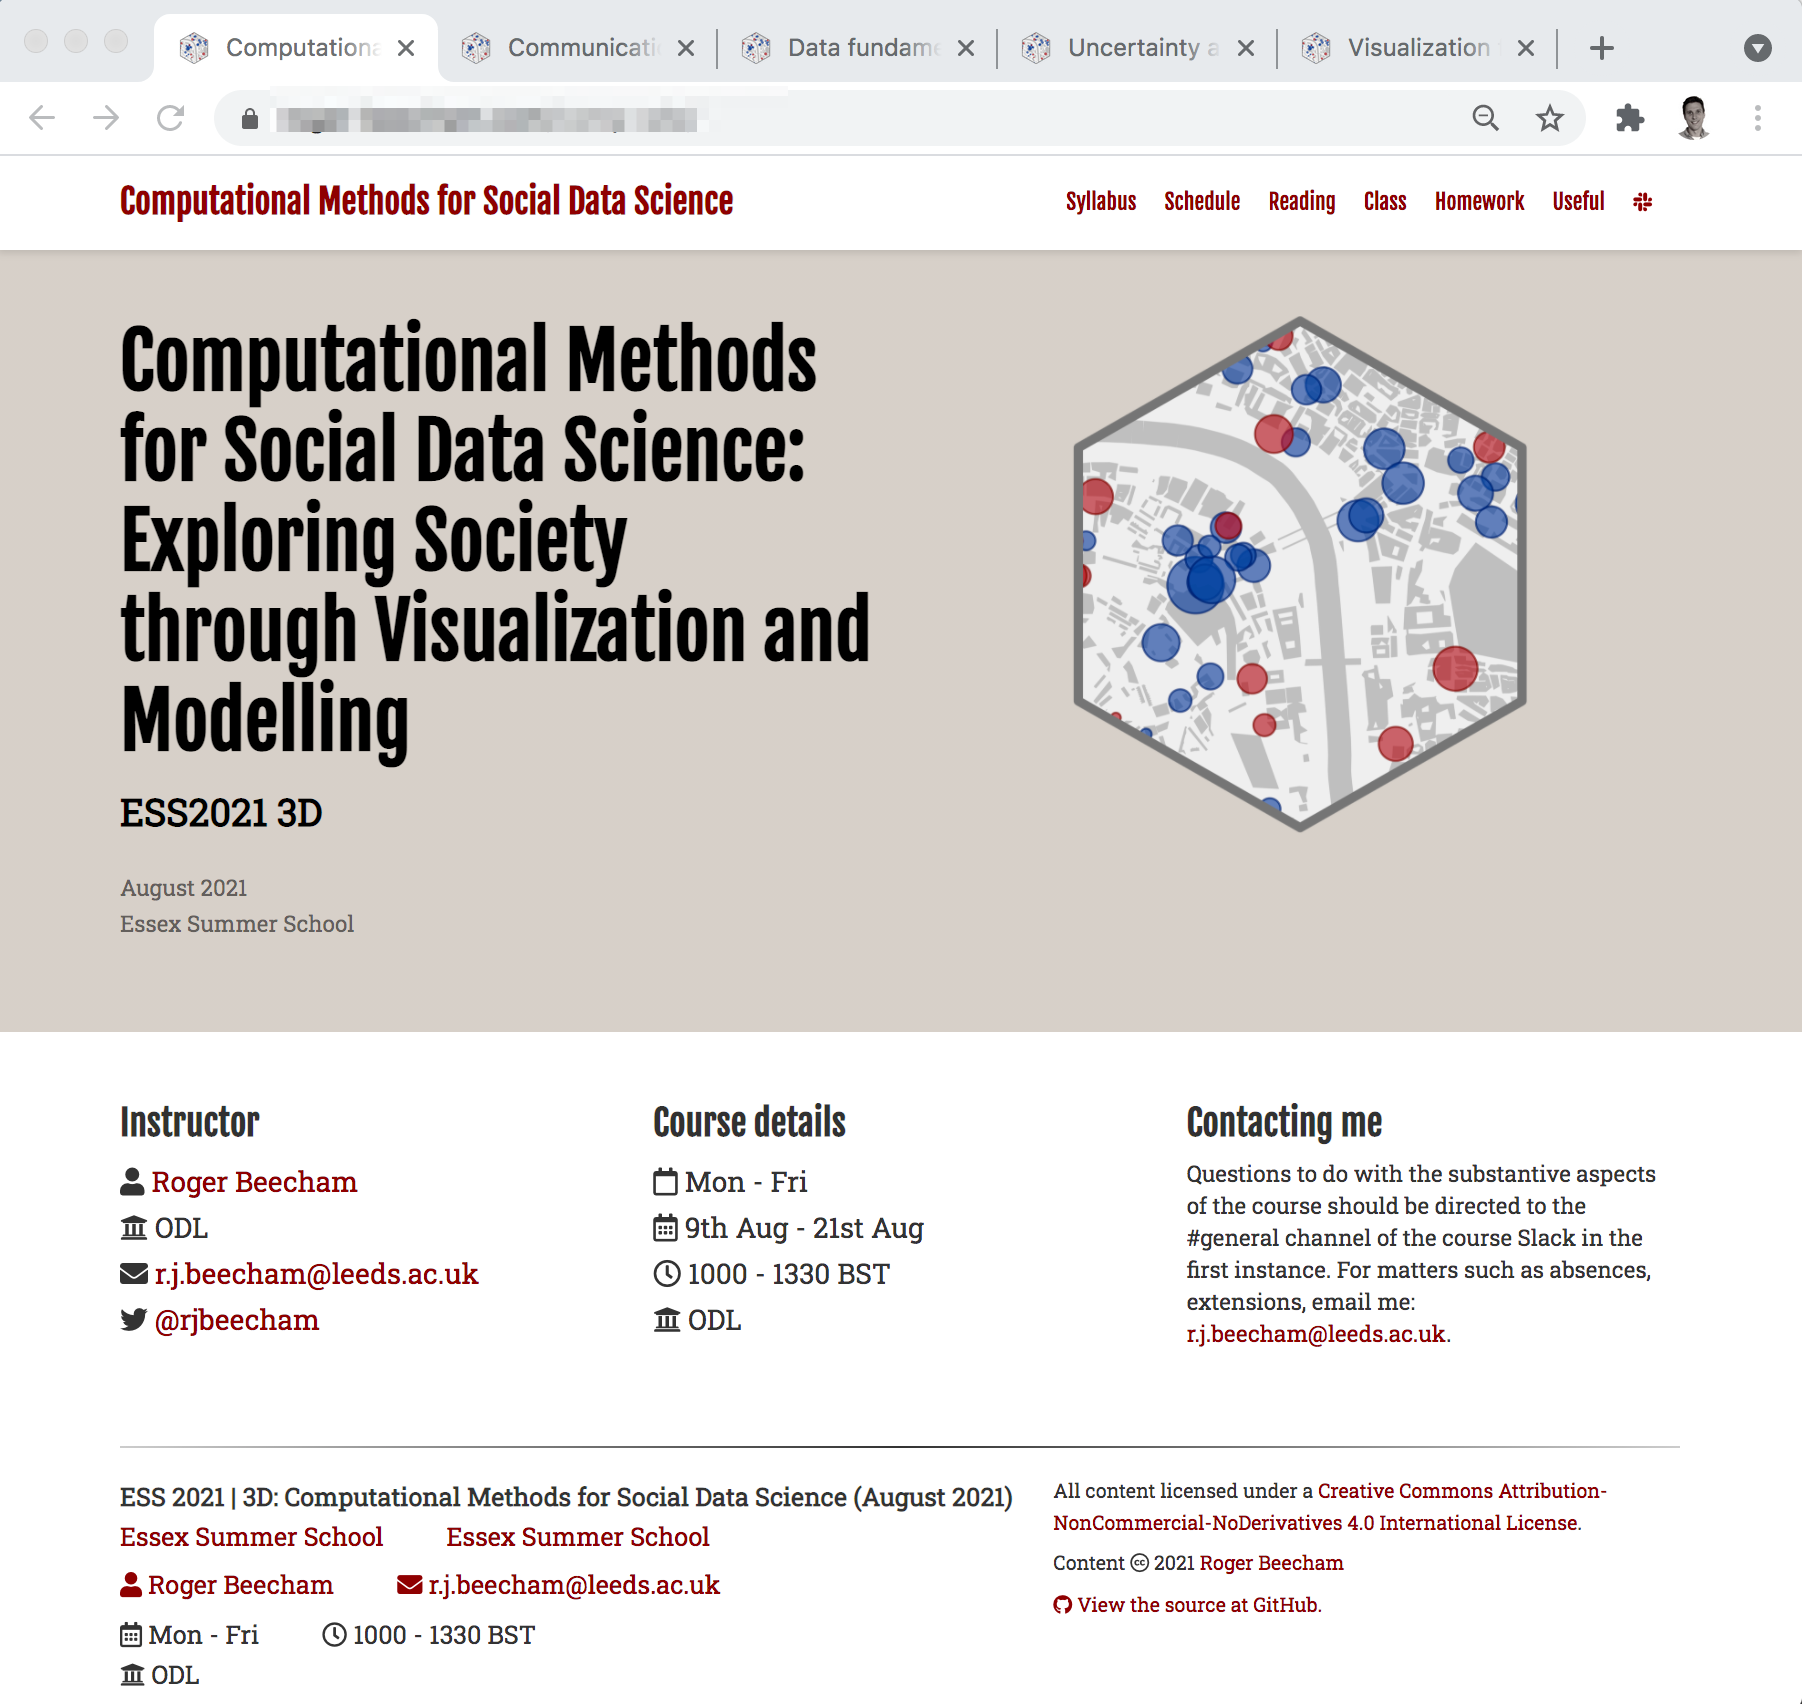 Computationa
Communicati
Data fundame
Uncertainty a
Visualization
Computational Methods for Social Data Science
Syllabus Schedule Reading Class Homework Useful
Computational Methods
for Social Data Science:
Exploring Society
through Visualization and
Modelling
ESS2021 3D
August 2021
Essex Summer School
Instructor
Roger Beecham
ODL
r.j.beecham@leeds.ac.uk
@rjbeecham
Course details
Mon - Fri
9th Aug - 21st Aug
1000 - 1330 BST
ODL
Contacting me
Questions to do with the substantive aspects
of the course should be directed to the
#general channel of the course Slack in the
first instance. For matters such as absences,
extensions, email me:
r.j.beecham@leeds.ac.uk.
ESS 2021 | 3D: Computational Methods for Social Data Science (August 2021)
Essex Summer School Essex Summer School
Roger Beecham r.j.beecham@leeds.ac.uk
Mon - Fri 1000 - 1330 BST
ODL
All content licensed under a Creative Commons Attribution-
NonCommercial-NoDerivatives 4.0 International License.
Content 🄯 2021 Roger Beecham
View the source at GitHub.